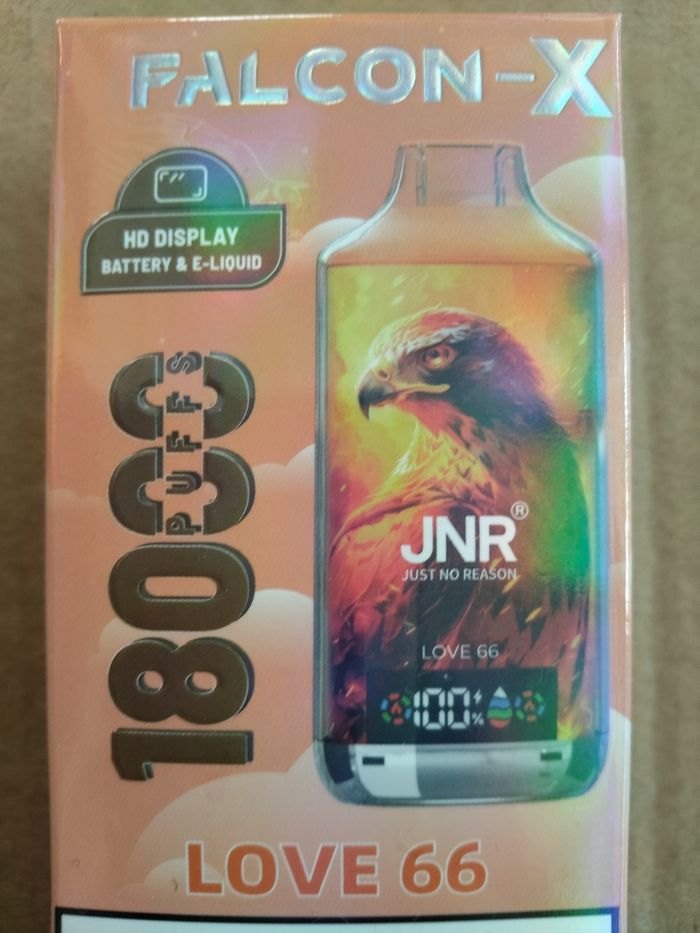 FALCON-X
HD DISPLAY
BATTERY & E-LIQUID
18000
PUFFS
JNR®
JUST NO REASON
LOVE 66
100%
LOVE 66